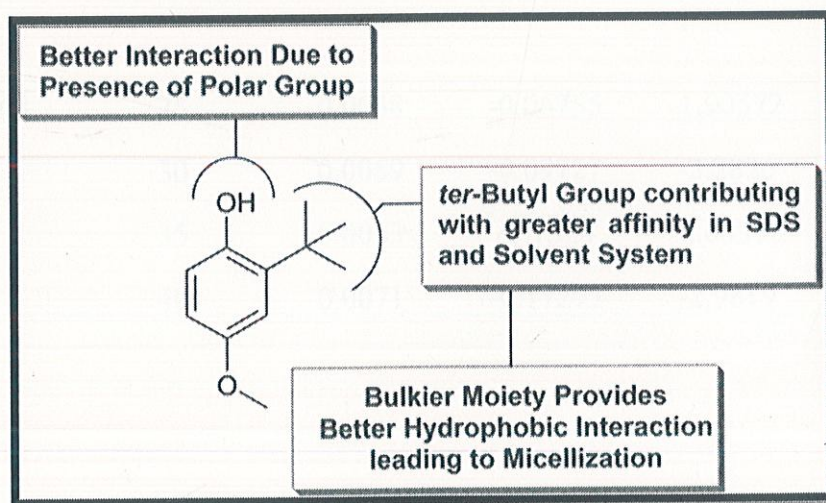 Better Interaction Due to
Presence of Polar Group
OH
ter-Butyl Group contributing
with greater affinity in SDS
and Solvent System
O
Bulkier Moiety Provides
Better Hydrophobic Interaction
leading to Micellization